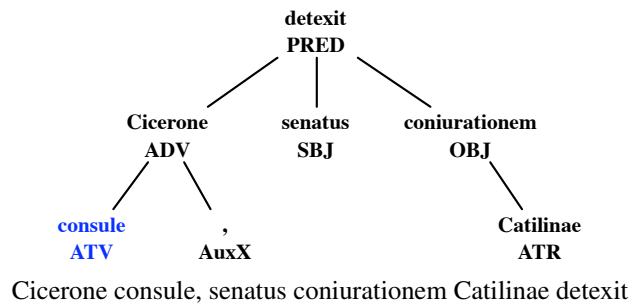 detexit
PRED
Cicerone senatus coniurationem
ADV SBJ OBJ
consule , Catilinae
ATV AuxX ATR
Cicerone consule, senatus coniurationem Catilinae detexit